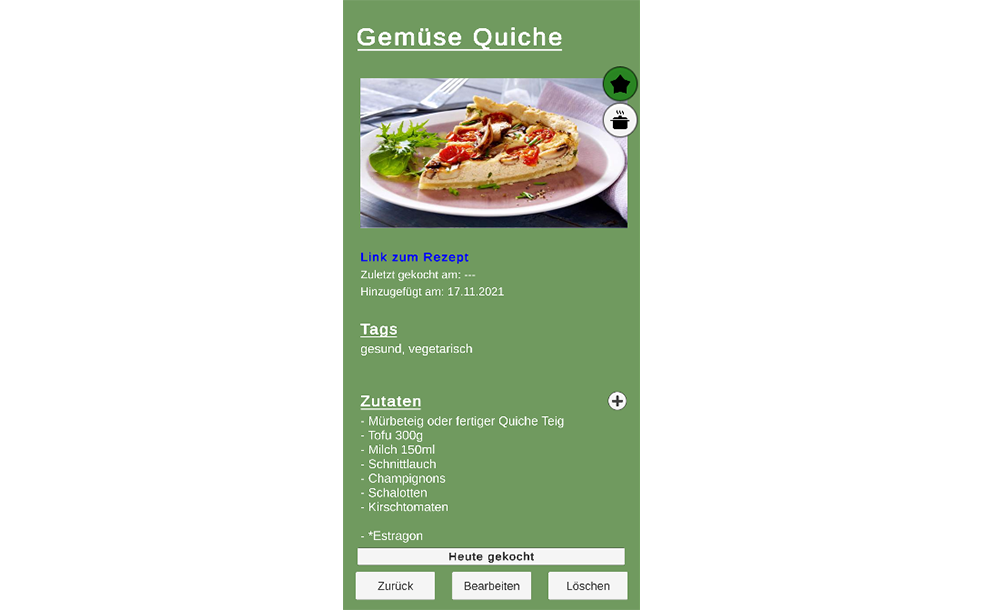 Gemüse Quiche
Link zum Rezept
Zuletzt gekocht am: ---
Hinzugefügt am: 17.11.2021
Tags
gesund, vegetarisch
Zutaten
- Mürbeteig oder fertiger Quiche Teig
- Tofu 300g
- Milch 150ml
- Schnittlauch
- Champignons
- Schalotten
- Kirschtomaten
- *Estragon
Heute gekocht
Zurück
Bearbeiten
Löschen